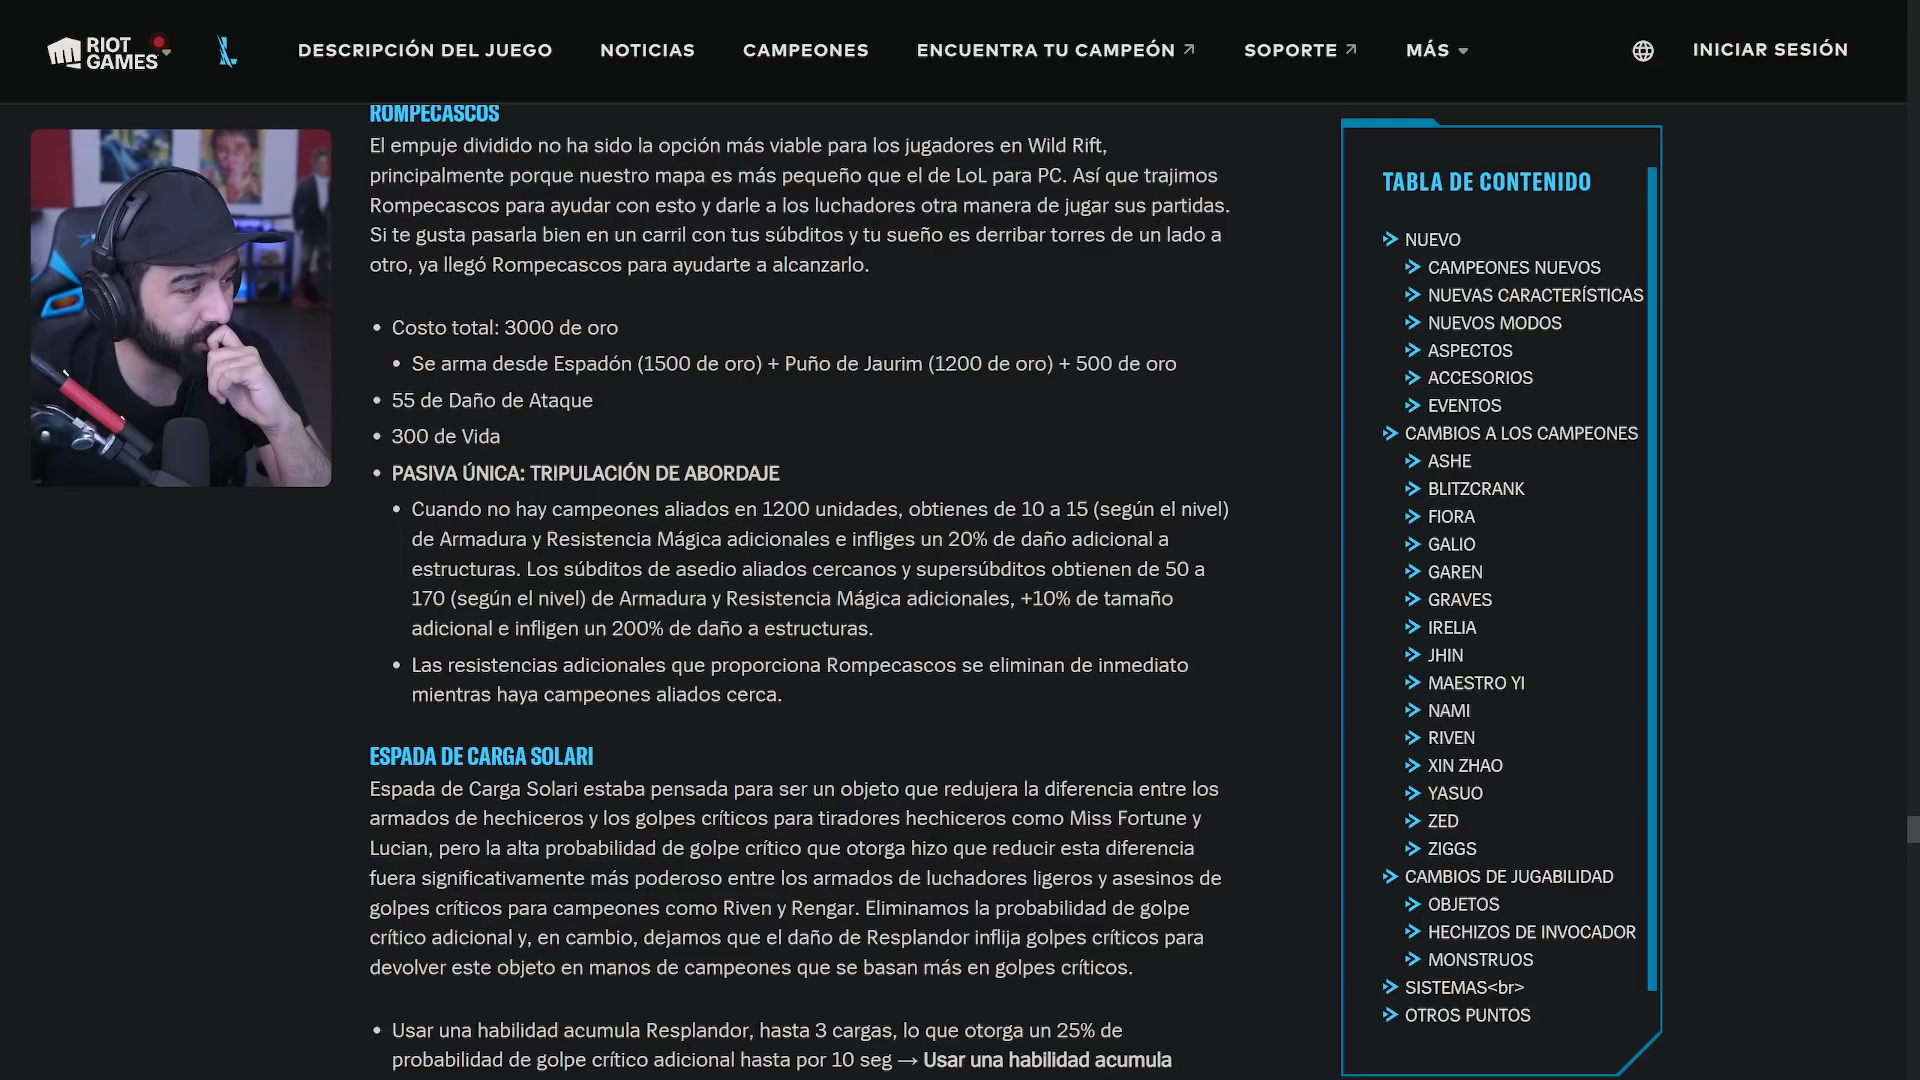 RIOT GAMES
DESCRIPCIÓN DEL JUEGO
NOTICIAS
CAMPEONES
ENCUENTRA TU CAMPEÓN
SOPORTE
MÁS
INICIAR SESIÓN
ROMPECASCOS
El empuje dividido no ha sido la opción más viable para los jugadores en Wild Rift,
principalmente porque nuestro mapa es más pequeño que el de LoL para PC. Así que trajimos
Rompecascos para ayudar con esto y darle a los luchadores otra manera de jugar sus partidas.
Si te gusta pasarla bien en un carril con tus súbditos y tu sueño es derribar torres de un lado a
otro, ya llegó Rompecascos para ayudarte a alcanzarlo.
• Costo total: 3000 de oro
• Se arma desde Espadón (1500 de oro) + Puño de Jaurim (1200 de oro) + 500 de oro
• 55 de Daño de Ataque
• 300 de Vida
• PASIVA ÚNICA: TRIPULACIÓN DE ABORDAJE
• Cuando no hay campeones aliados en 1200 unidades, obtienes de 10 a 15 (según el nivel)
de Armadura y Resistencia Mágica adicionales e infliges un 20% de daño adicional a
estructuras. Los súbditos de asedio aliados cercanos y supersúbditos obtienen de 50 a
170 (según el nivel) de Armadura y Resistencia Mágica adicionales, +10% de tamaño
adicional e infligen un 200% de daño a estructuras.
• Las resistencias adicionales que proporciona Rompecascos se eliminan de inmediato
mientras haya campeones aliados cerca.
ESPADA DE CARGA SOLARI
Espada de Carga Solari estaba pensada para ser un objeto que redujera la diferencia entre los
armados de hechiceros y los golpes críticos para tiradores hechiceros como Miss Fortune y
Lucian, pero la alta probabilidad de golpe crítico que otorga hizo que reducir esta diferencia
fuera significativamente más poderoso entre los armados de luchadores ligeros y asesinos de
golpes críticos para campeones como Riven y Rengar. Eliminamos la probabilidad de golpe
crítico adicional y, en cambio, dejamos que el daño de Resplandor inflija golpes críticos para
devolver este objeto en manos de campeones que se basan más en golpes críticos.
• Usar una habilidad acumula Resplandor, hasta 3 cargas, lo que otorga un 25% de
probabilidad de golpe crítico adicional hasta por 10 seg → Usar una habilidad acumula
TABLA DE CONTENIDO
NUEVO
CAMPEONES NUEVOS
NUEVAS CARACTERÍSTICAS
NUEVOS MODOS
ASPECTOS
ACCESORIOS
EVENTOS
CAMBIOS A LOS CAMPEONES
ASHE
BLITZCRANK
FIORA
GALIO
GAREN
GRAVES
IRELIA
JHIN
MAESTRO YI
NAMI
RIVEN
XIN ZHAO
YASUO
ZED
ZIGGS
CAMBIOS DE JUGABILIDAD
OBJETOS
HECHIZOS DE INVOCADOR
MONSTRUOS
SISTEMAS<br>
OTROS PUNTOS